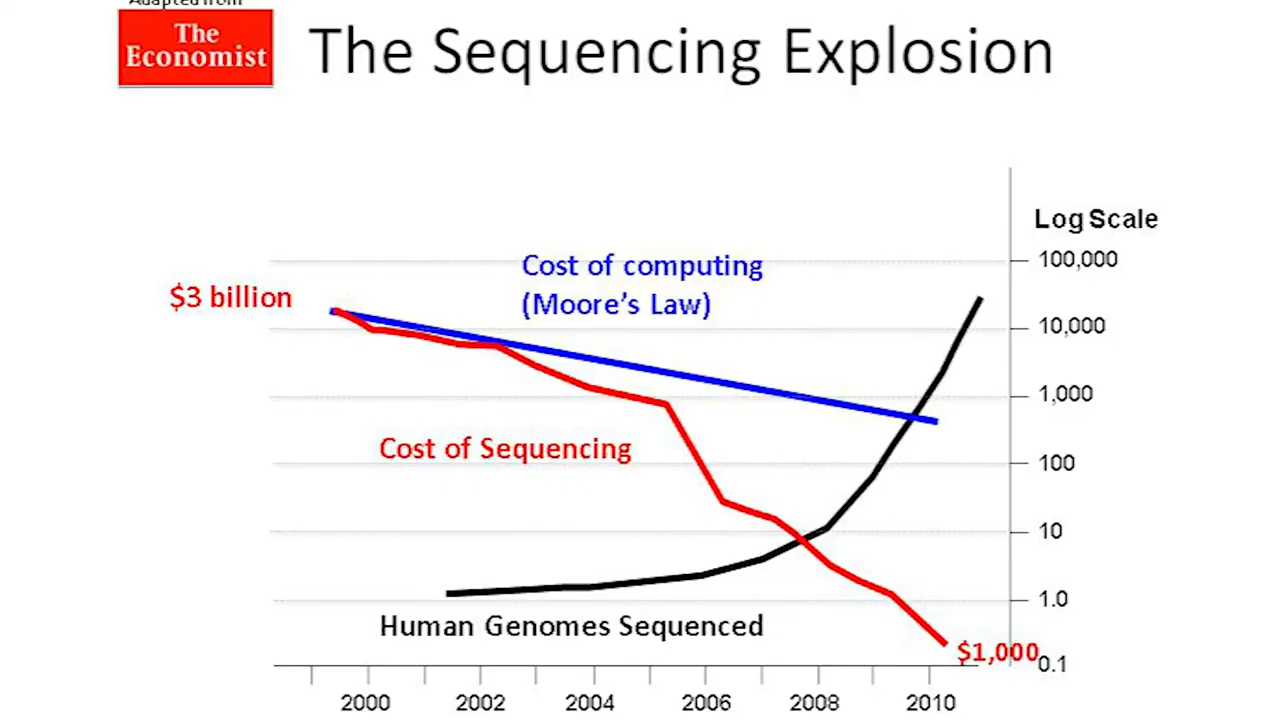 Adapted from
The
Economist
The Sequencing Explosion
Log Scale
100,000
10,000
1,000
100
10
1.0
0.1
Cost of computing
(Moore's Law)
$3 billion
Cost of Sequencing
Human Genomes Sequenced
$1,000
2000
2002
2004
2006
2008
2010